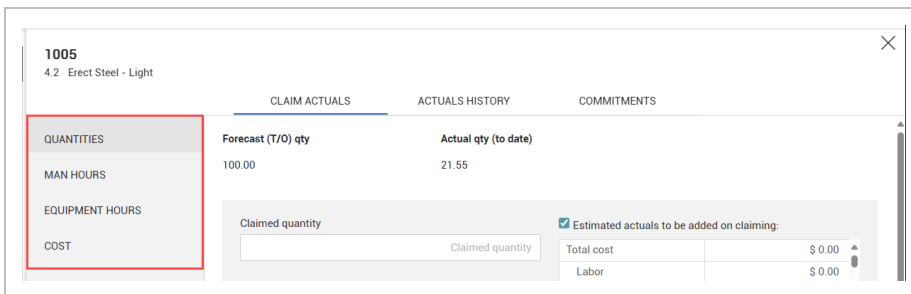 1005
4.2 Erect Steel - Light
CLAIM ACTUALS ACTUALS HISTORY COMMITMENTS
QUANTITIES
MAN HOURS
EQUIPMENT HOURS
COST
Forecast (T/O) qty Actual qty (to date)
100.00 21.55
Claimed quantity
Claimed quantity
Estimated actuals to be added on claiming:
Total cost $ 0.00
Labor $ 0.00